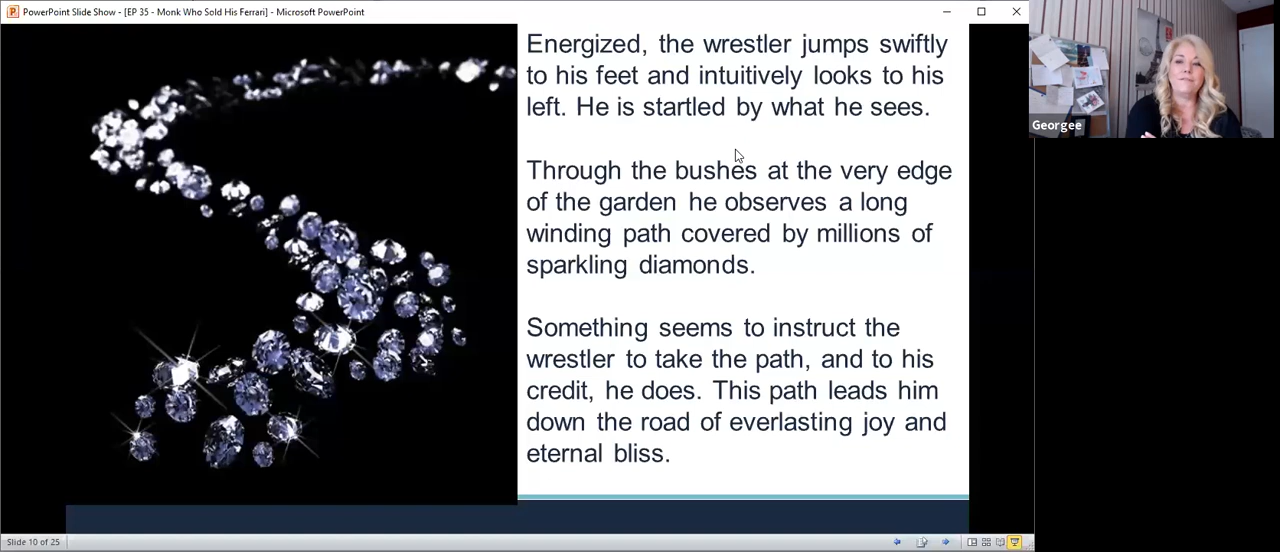 PowerPoint Slide Show - [EP 35 - Monk Who Sold His Ferrari] - Microsoft PowerPoint
Energized, the wrestler jumps swiftly
to his feet and intuitively looks to his
left. He is startled by what he sees.
Through the bushes at the very edge
of the garden he observes a long
winding path covered by millions of
sparkling diamonds.
Something seems to instruct the
wrestler to take the path, and to his
credit, he does. This path leads him
down the road of everlasting joy and
eternal bliss.
Georgee
Slide 10 of 25